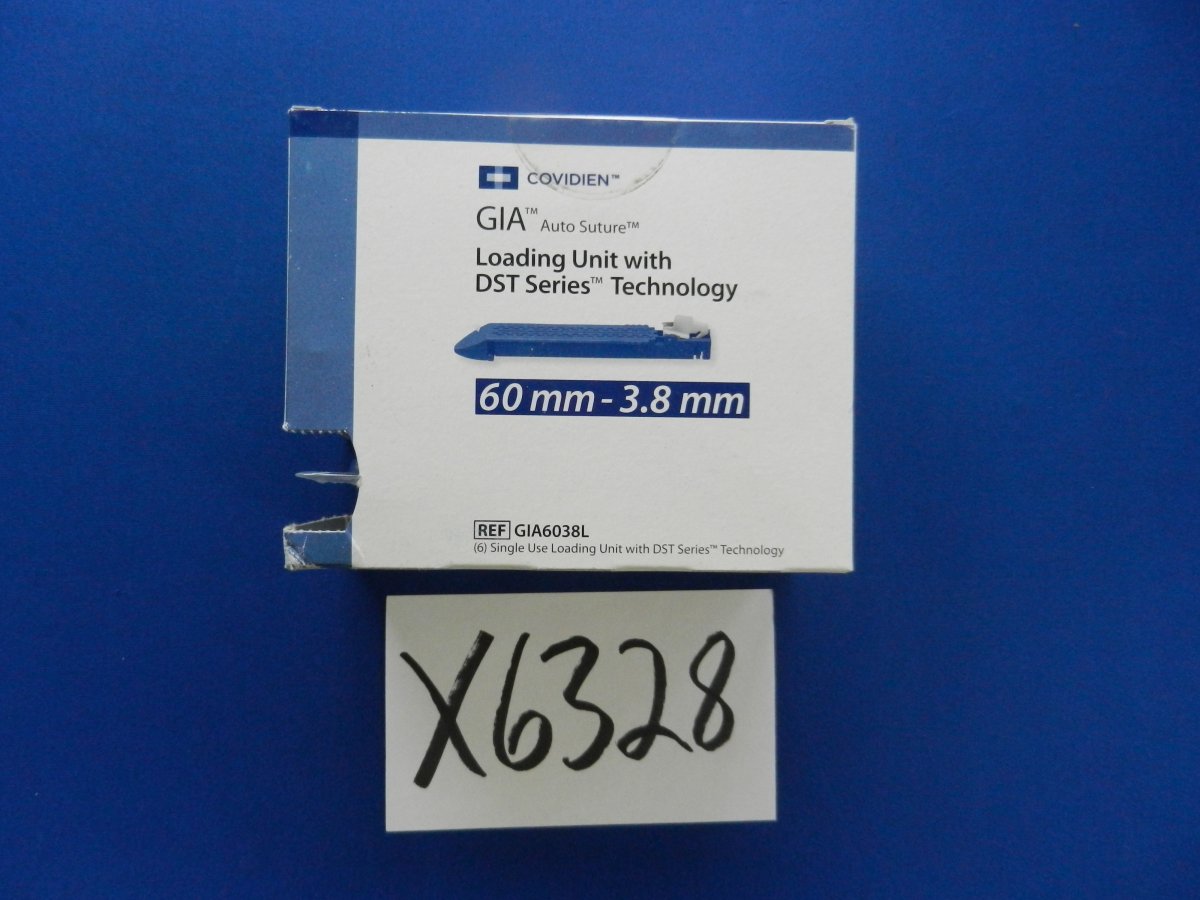 COVIDIEN™
GIA™ Auto Suture™
Loading Unit with
DST Series™ Technology
60 mm - 3.8 mm
REF GIA6038L
(6) Single Use Loading Unit with DST Series™ Technology
X6328